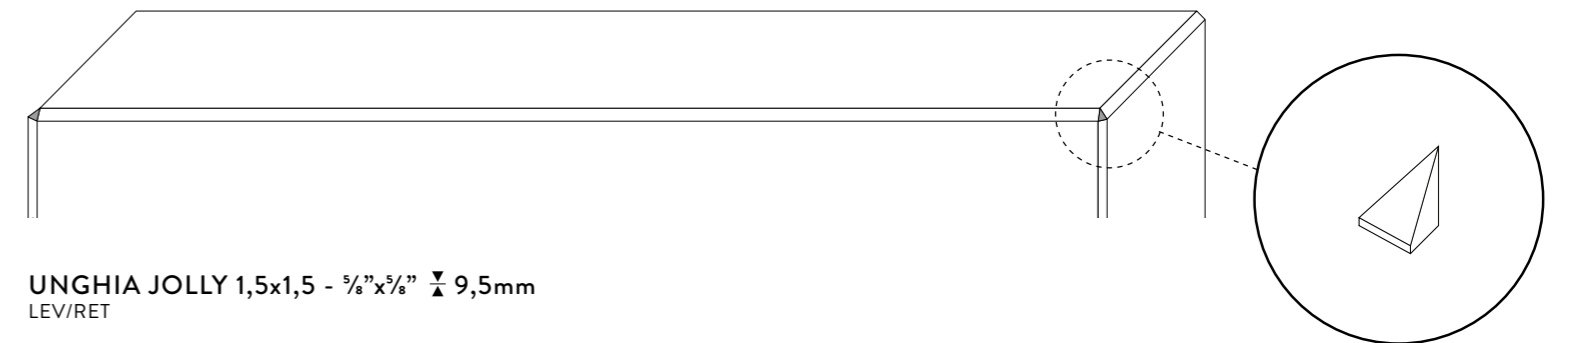 UNGHIA JOLLY 1,5x1,5 - ⅝”x⅝” 9,5mm
LEV/RET